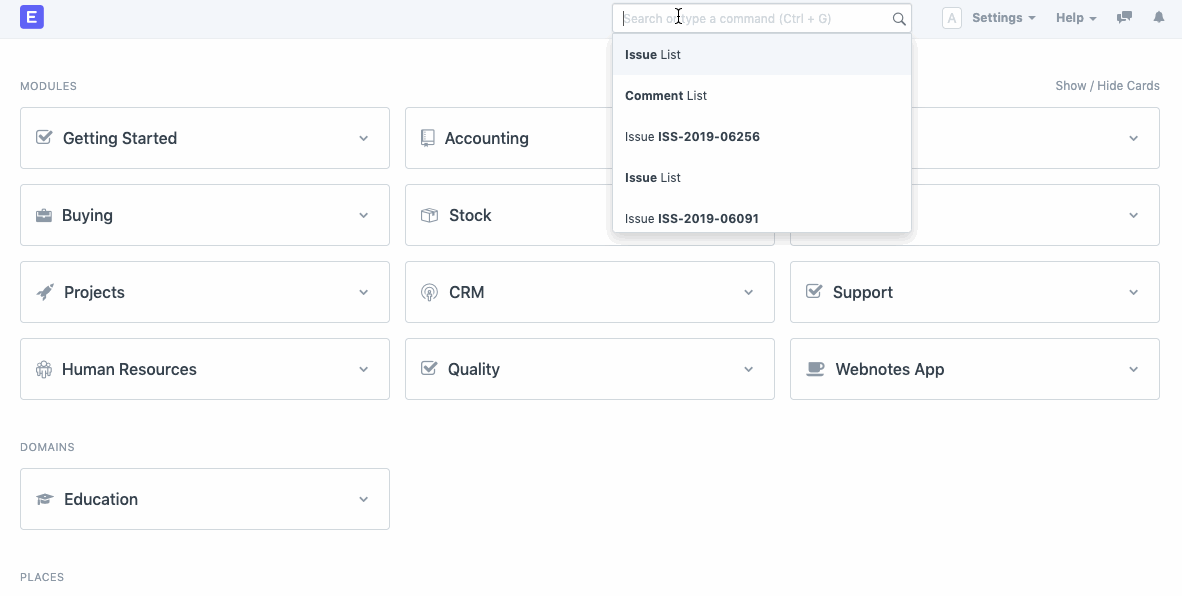 E
Search or type a command (Ctrl + G)
A
Settings
Help
Issue List
Comment List
Issue ISS-2019-06256
Issue List
Issue ISS-2019-06091
MODULES
Show / Hide Cards
Getting Started
Accounting
Buying
Stock
Projects
CRM
Support
Human Resources
Quality
Webnotes App
DOMAINS
Education
PLACES